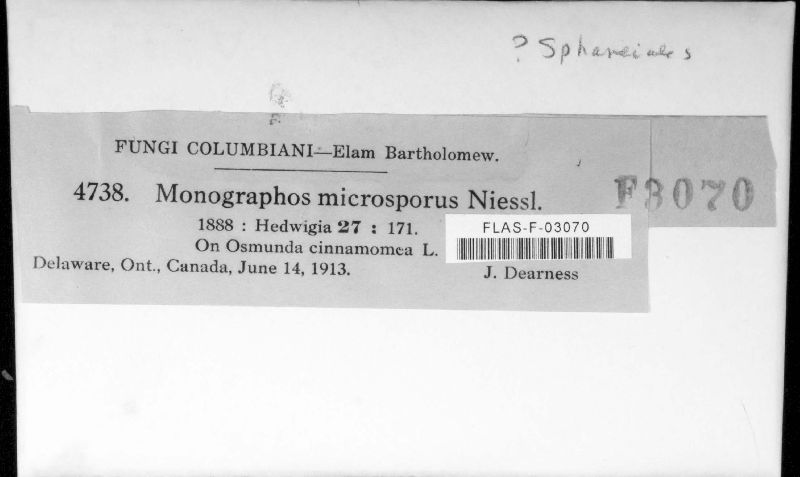 ? Sphaeriales
FUNGI COLUMBIANI—Elam Bartholomew.
4738. Monographos microsporus Niessl.
F3070
1888 : Hedwigia 27 : 171.
FLAS-F-03070
On Osmunda cinnamomea L.
Delaware, Ont., Canada, June 14, 1913.
J. Dearness